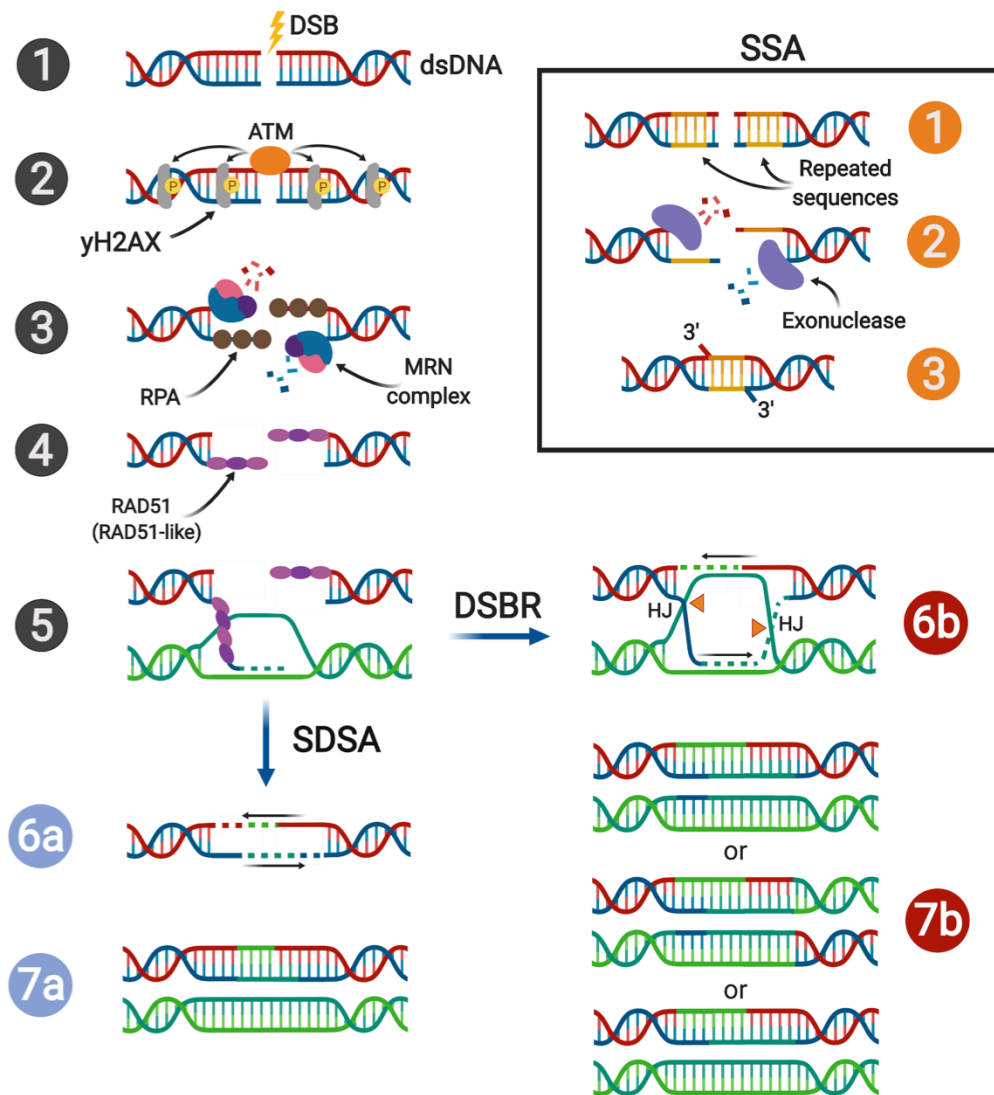 1
DSB
dsDNA
2
ATM
P
P
P
P
yH2AX
3
RPA
MRN
complex
4
RAD51
(RAD51-like)
5
DSBR
SDSA
6a
7a
SSA
1
Repeated
sequences
2
Exonuclease
3'
3'
3
HJ
HJ
6b
or
7b
or